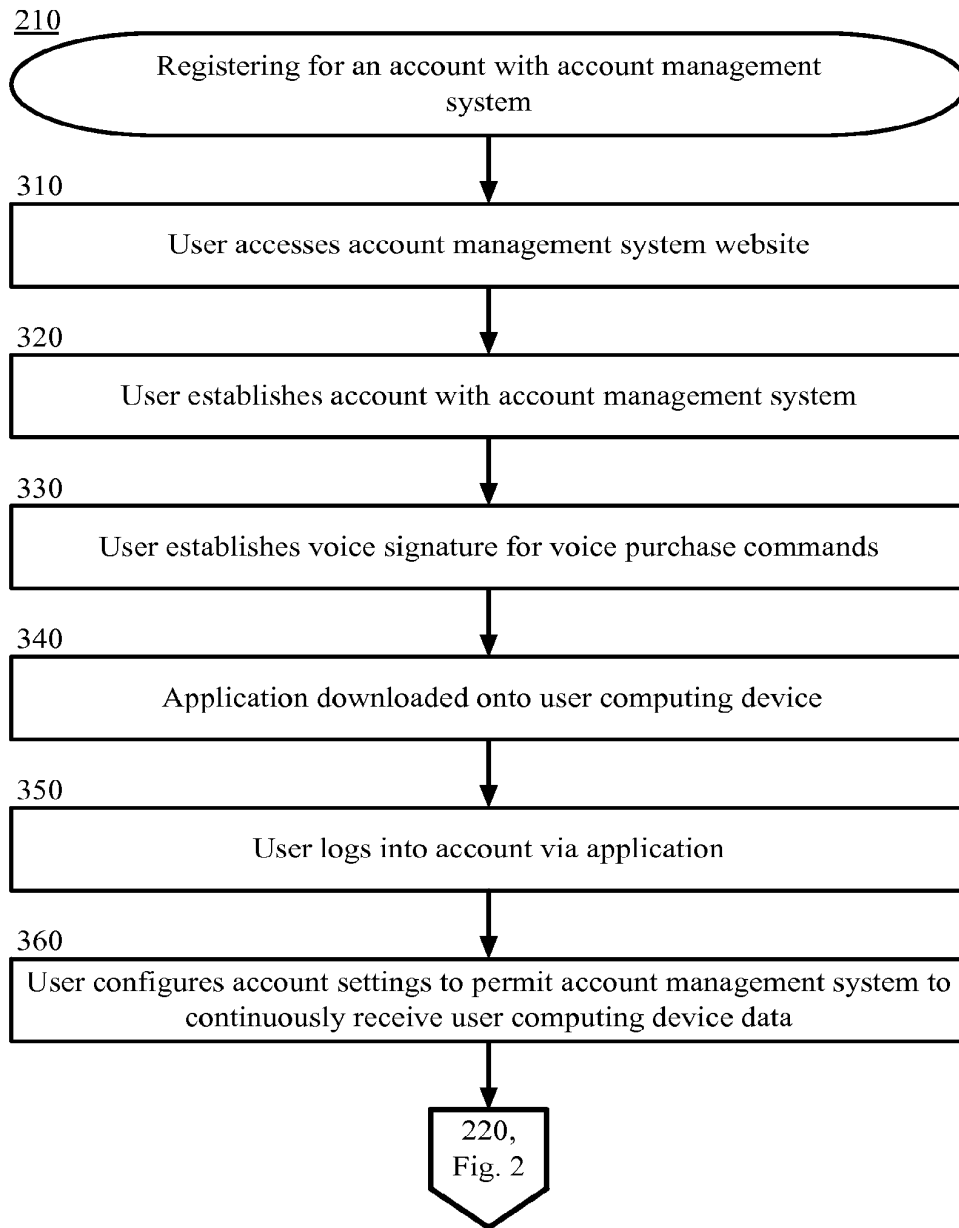 210
Registering for an account with account management
system
310
User accesses account management system website
320
User establishes account with account management system
330
User establishes voice signature for voice purchase commands
340
Application downloaded onto user computing device
350
User logs into account via application
360
User configures account settings to permit account management system to
continuously receive user computing device data
220,
Fig. 2